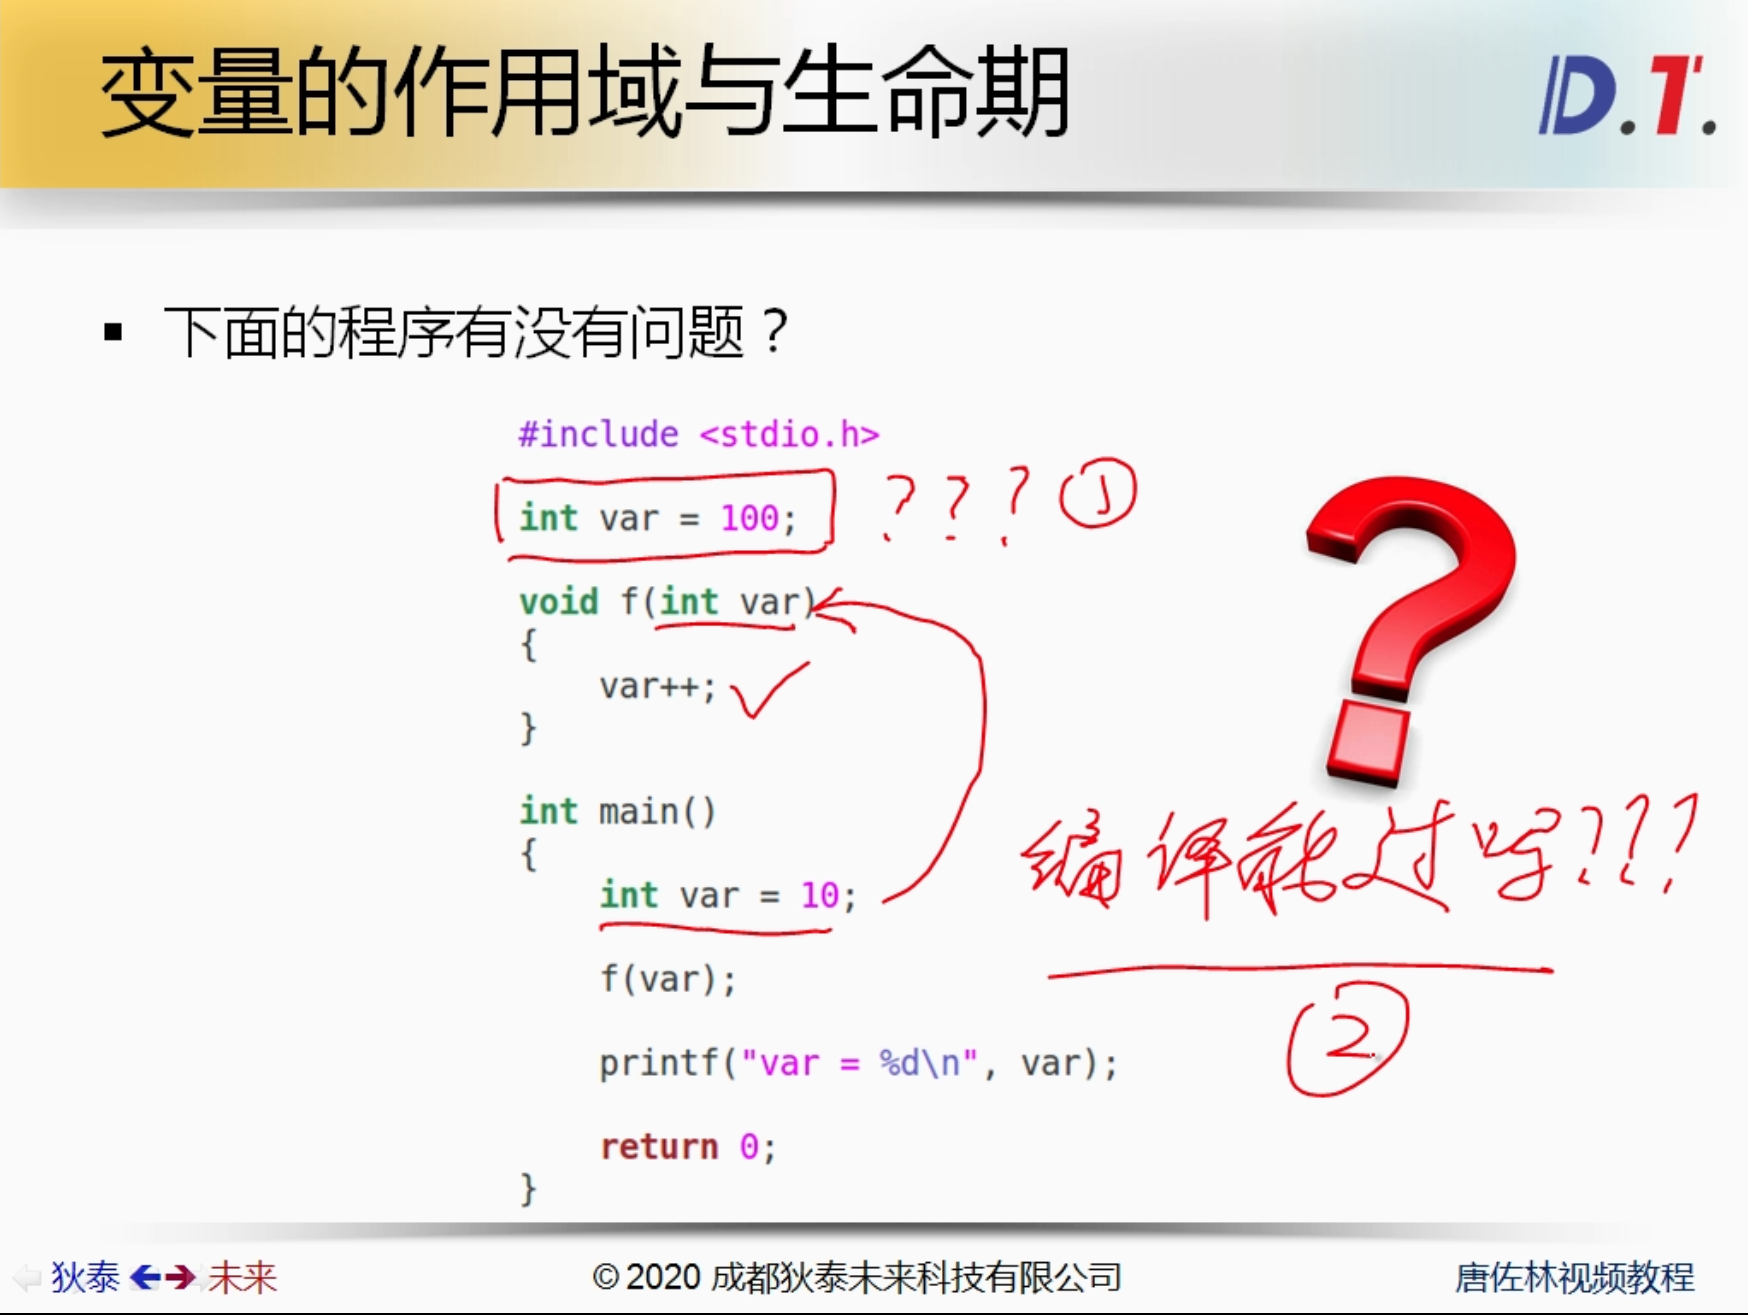 变量的作用域与生命期
D.T.
▪ 下面的程序有没有问题？
#include <stdio.h>
int var = 100;
??? ①
void f(int var)
{
var++;
}
int main()
{
int var = 10;
编译能过吗???
f(var);
②
printf("var = %d\n", var);
return 0;
}
狄泰 未来
© 2020 成都狄泰未来科技有限公司
唐佐林视频教程